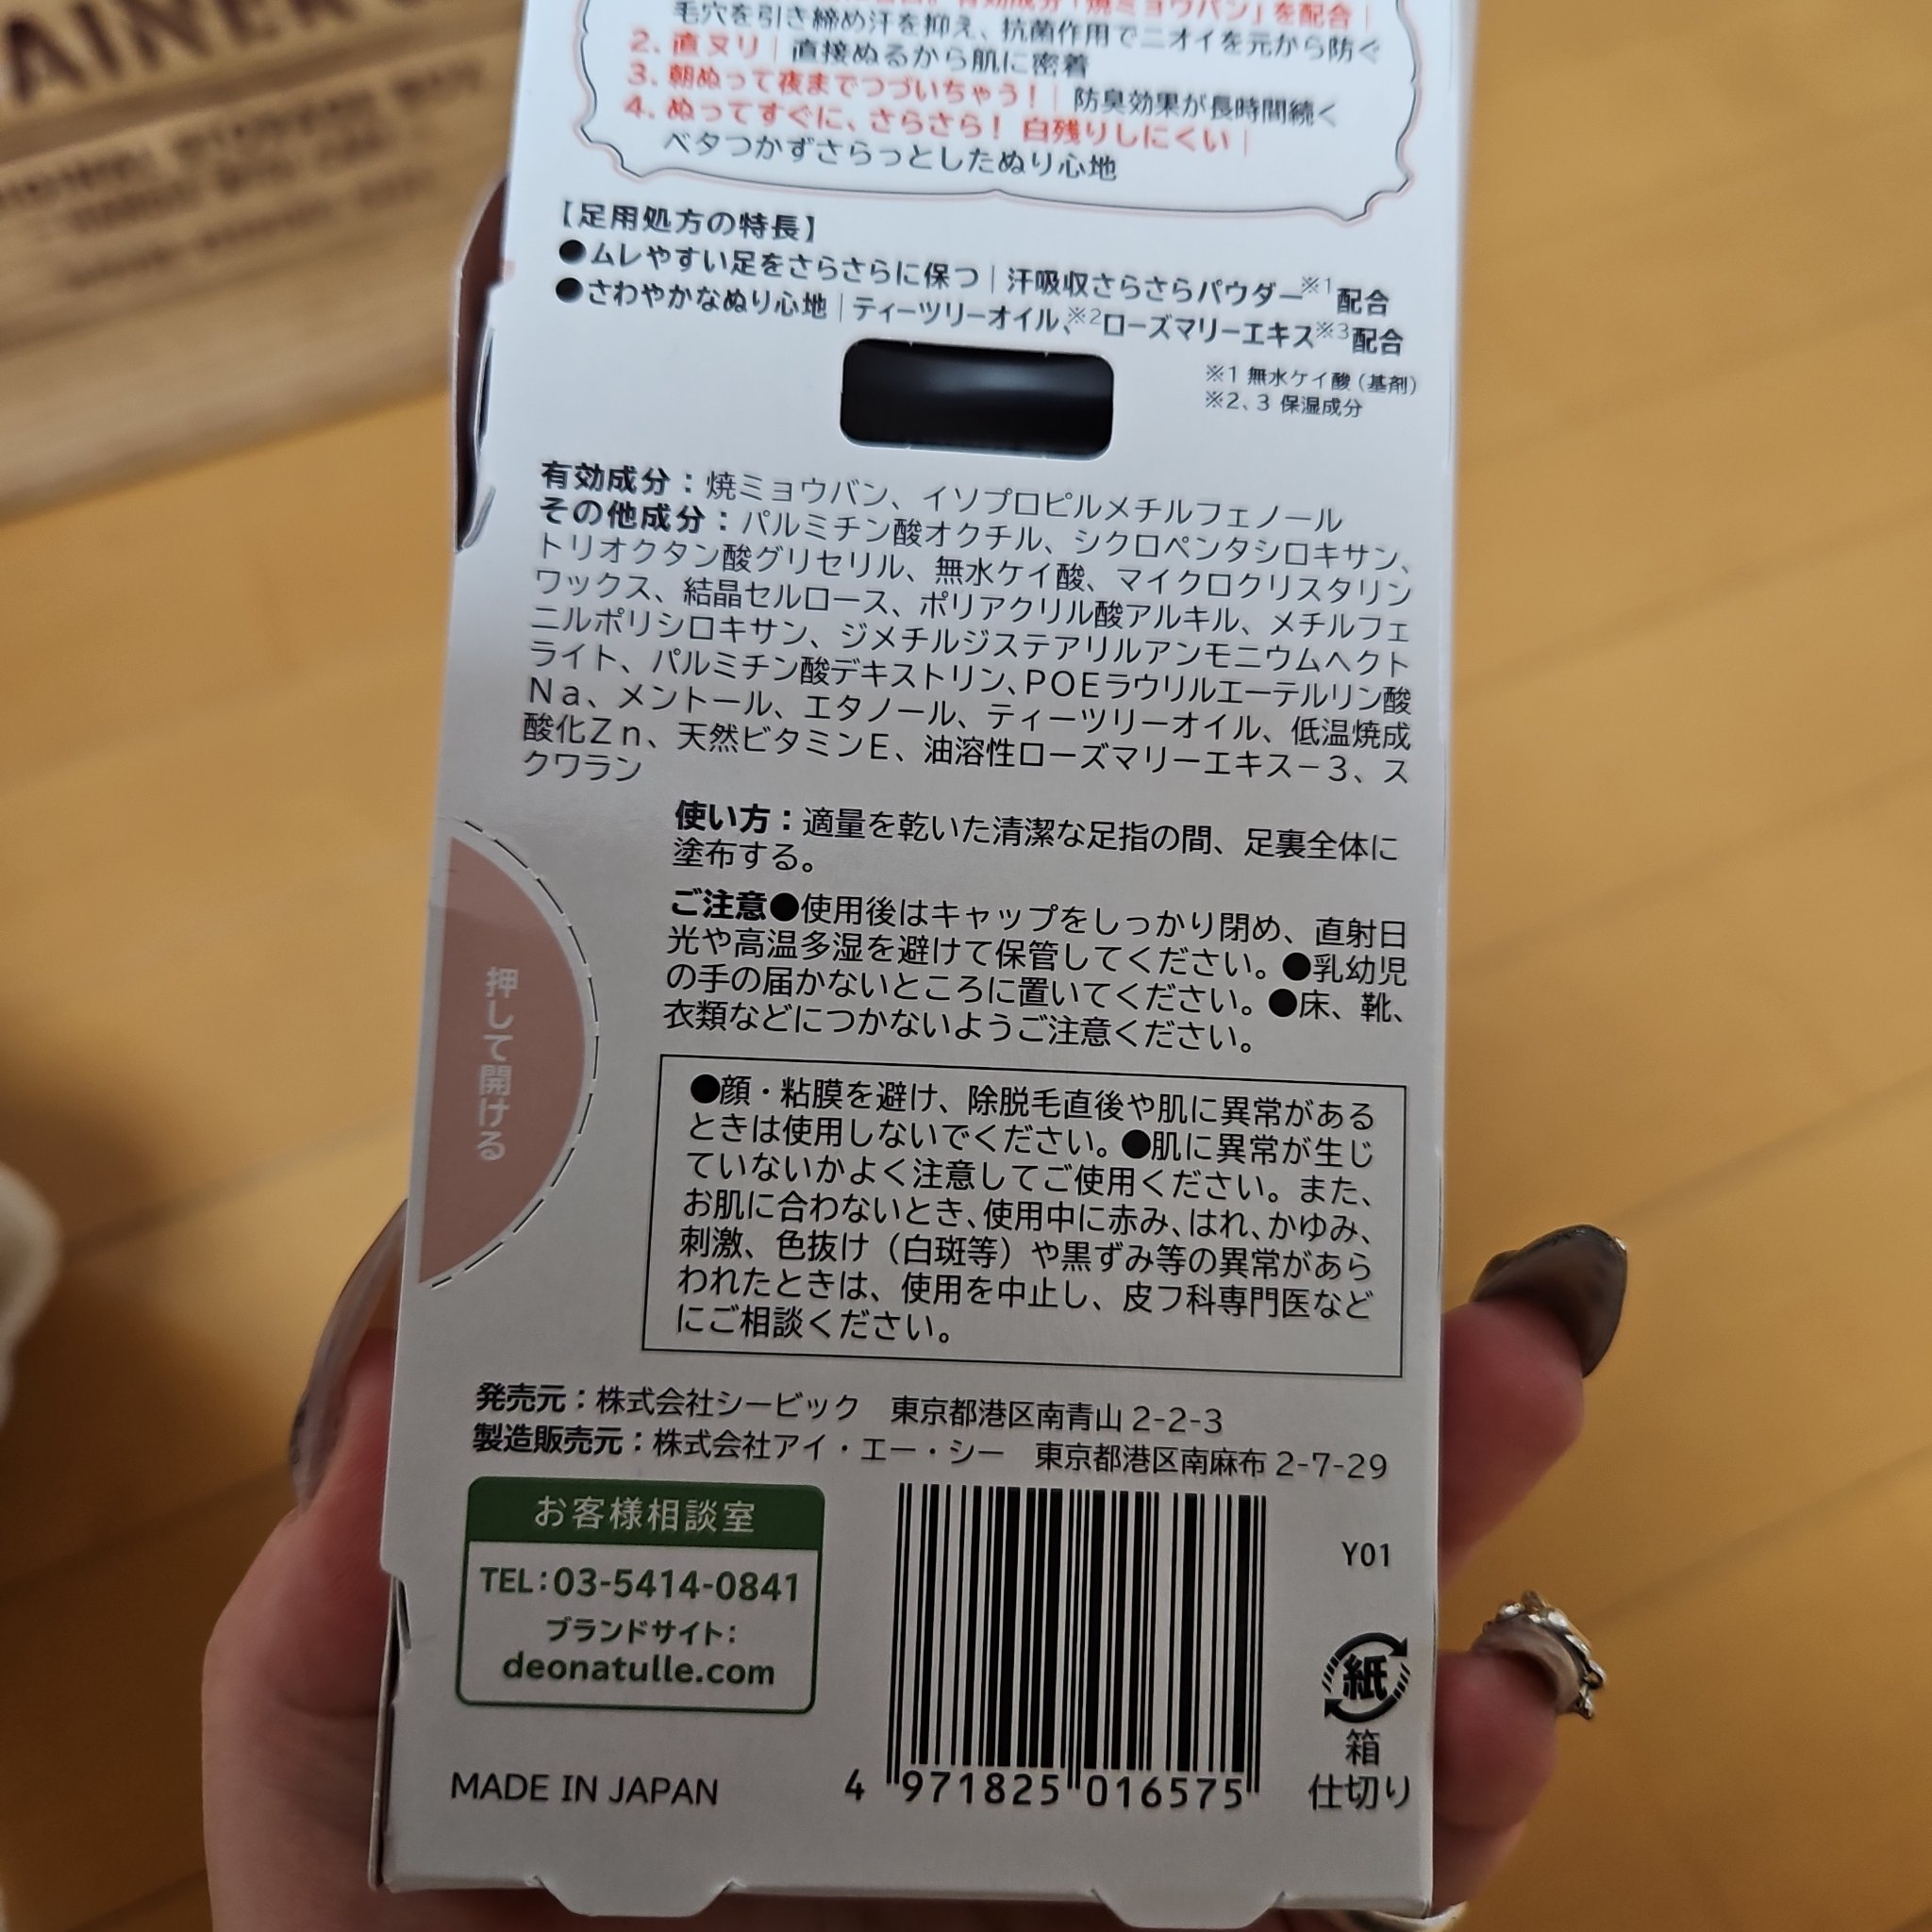 有効成分「焼ミョウバン」を配合｜
毛穴を引き締め汗を抑え、抗菌作用でニオイを元から防ぐ
2. 直ヌリ｜直接ぬるから肌に密着
3. 朝ぬって夜までつづいちゃう！｜防臭効果が長時間続く
4. ぬってすぐに、さらさら！ 白残りしにくい｜
ベタつかずさらっとしたぬり心地
【足用処方の特長】
●ムレやすい足をさらさらに保つ｜汗吸収さらさらパウダー※1配合
●さわやかなぬり心地｜ティーツリーオイル、※2ローズマリーエキス※3配合
※1 無水ケイ酸（基剤）
※2、3 保湿成分
有効成分：焼ミョウバン、イソプロピルメチルフェノール
その他成分：パルミチン酸オクチル、シクロペンタシロキサン、
トリオクタン酸グリセリル、無水ケイ酸、マイクロクリスタリン
ワックス、結晶セルロース、ポリアクリル酸アルキル、メチルフェ
ニルポリシロキサン、ジメチルジステアリルアンモニウムヘクト
ライト、パルミチン酸デキストリン、POEラウリルエーテルリン酸
Na、メントール、エタノール、ティーツリーオイル、低温焼成
酸化Zn、天然ビタミンE、油溶性ローズマリーエキス－3、ス
クワラン
使い方：適量を乾いた清潔な足指の間、足裏全体に
塗布する。
ご注意●使用後はキャップをしっかり閉め、直射日
光や高温多湿を避けて保管してください。●乳幼児
の手の届かないところに置いてください。●床、靴、
衣類などにつかないようご注意ください。
押して開ける
●顔・粘膜を避け、除脱毛直後や肌に異常がある
ときは使用しないでください。●肌に異常が生じ
ていないかよく注意してご使用ください。また、
お肌に合わないとき、使用中に赤み、はれ、かゆみ、
刺激、色抜け（白斑等）や黒ずみ等の異常があら
われたときは、使用を中止し、皮フ科専門医など
にご相談ください。
発売元：株式会社シービック 東京都港区南青山 2-2-3
製造販売元：株式会社アイ・エー・シー 東京都港区南麻布 2-7-29
お客様相談室
TEL:03-5414-0841
ブランドサイト:
deonatulle.com
Y01
紙
箱
仕切り
MADE IN JAPAN
4 971825 016575